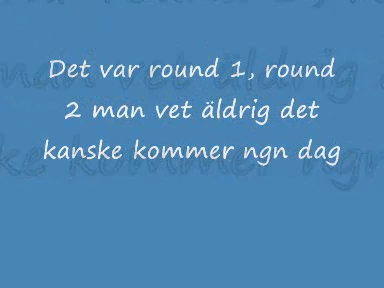 Det var round 1, round
2 man vet äldrig det
kanske kommer ngn dag